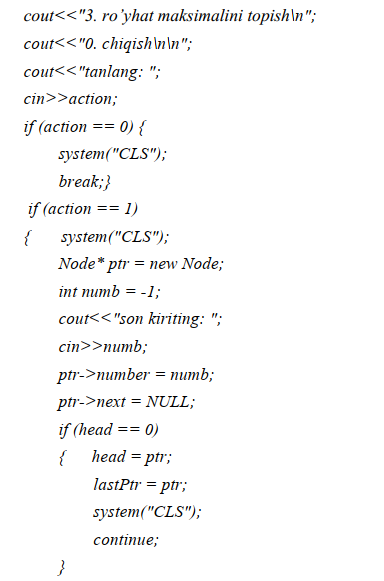 cout<<"3. ro’yhat maksimalini topish\n";
cout<<"0. chiqish\n\n";
cout<<"tanlang: ";
cin>>action;
if (action == 0) {
system("CLS");
break;}
if (action == 1)
{ system("CLS");
Node* ptr = new Node;
int numb = -1;
cout<<"son kiriting: ";
cin>>numb;
ptr->number = numb;
ptr->next = NULL;
if (head == 0)
{ head = ptr;
lastPtr = ptr;
system("CLS");
continue;
}